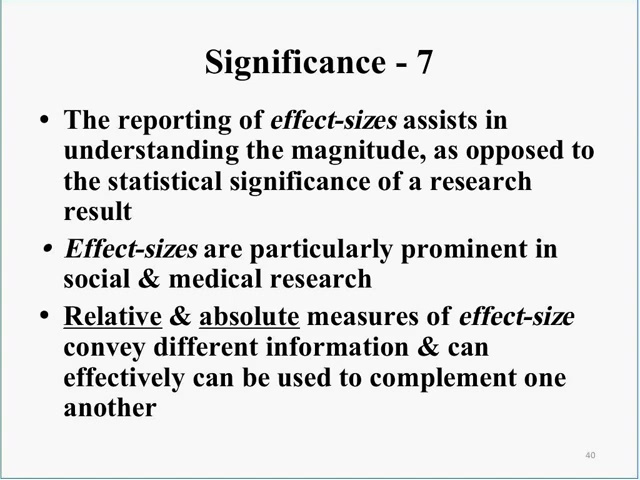 Significance - 7
• The reporting of effect-sizes assists in
understanding the magnitude, as opposed to
the statistical significance of a research
result
• Effect-sizes are particularly prominent in
social & medical research
• Relative & absolute measures of effect-size
convey different information & can
effectively can be used to complement one
another
40